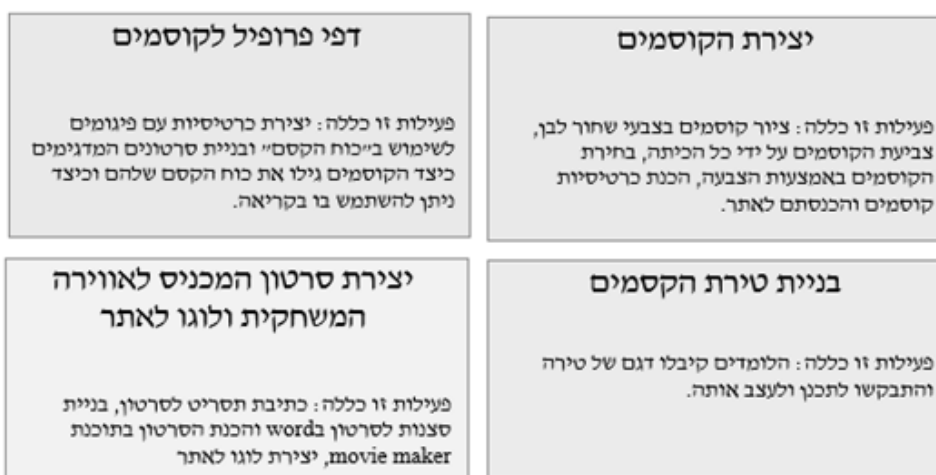 יצירת הקוסמים
פעילות זו כללה: ציור קוסמים בצבעי שחור לבן,
צביעת הקוסמים על ידי כל הכיתה, בחירת
הקוסמים באמצעות הצבעה, הכנת כרטיסיות
קוסמים והכנסתם לאתר.
דפי פרופיל לקוסמים
פעילות זו כללה: יצירת כרטיסיות עם פיגומים
לשימוש ב״כוח הקסם״ ובניית סרטונים המדגימים
כיצד הקוסמים גילו את כוח הקסם שלהם וכיצד
ניתן להשתמש בו בקריאה.
בניית טירת הקסמים
פעילות זו כללה: הלומדים קיבלו דגם של טירה
והתבקשו לתכנן ולעצב אותה.
יצירת סרטון המכניס לאווירה
המשחקית ולוגו לאתר
פעילות זו כללה: כתיבת תסריט לסרטון, בניית
סצנות לסרטון בword והכנת הסרטון בתוכנת
movie maker, יצירת לוגו לאתר